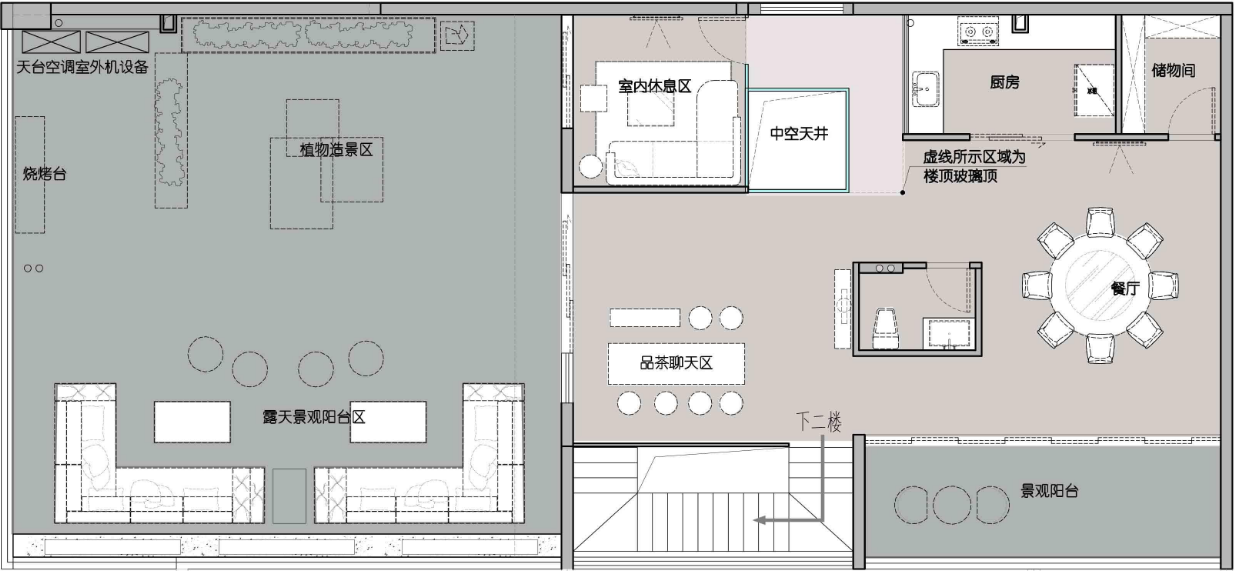 天台空调室外机设备
烧烤台
植物造景区
露天景观阳台区
室内休息区
中空天井
厨房
储物间
虚线所示区域为
楼顶玻璃顶
餐厅
品茶聊天区
下二楼
景观阳台